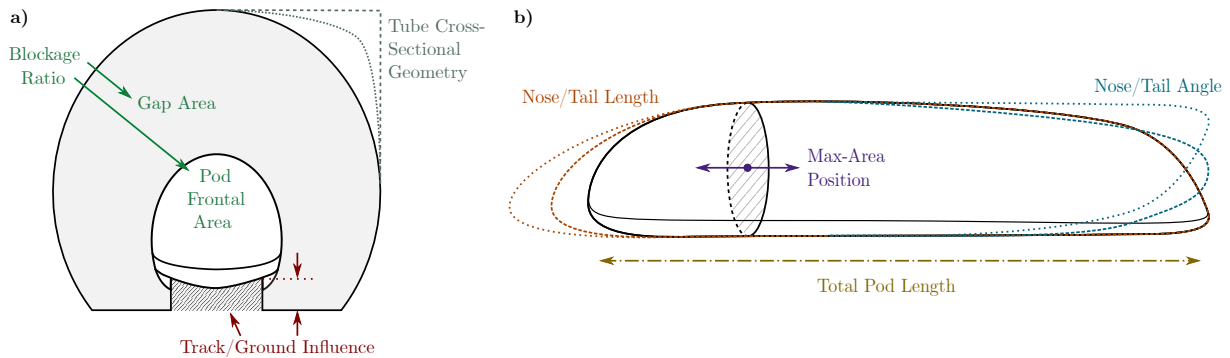 a)
Blockage
Ratio
Gap Area
Pod
Frontal
Area
Tube Cross-
Sectional
Geometry
Track/Ground Influence
b)
Nose/Tail Length
Nose/Tail Angle
Max-Area
Position
Total Pod Length